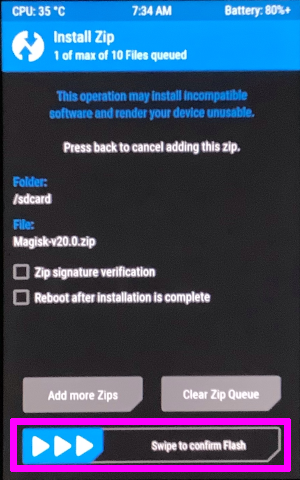 CPU: 35 °C 7:34 AM Battery: 80%+
Install Zip
1 of max of 10 Files queued
This operation may install incompatible
software and render your device unusable.
Press back to cancel adding this zip.
Folder:
/sdcard
File:
Magisk-v20.0.zip
Zip signature verification
Reboot after installation is complete
Add more Zips Clear Zip Queue
Swipe to confirm Flash